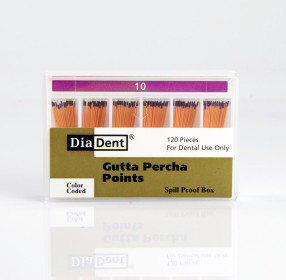 10
DiaDent®
120 Pieces
For Dental Use Only
Gutta Percha
Points
Color
Coded
Spill Proof Box